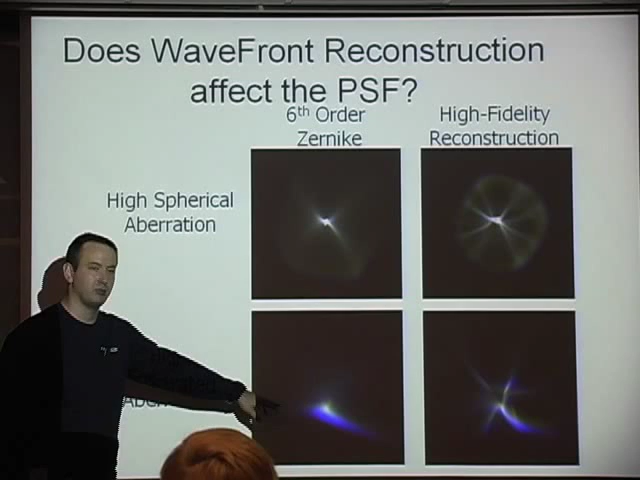 Does WaveFront Reconstruction
affect the PSF?
6th Order
Zernike
High-Fidelity
Reconstruction
High Spherical
Aberration